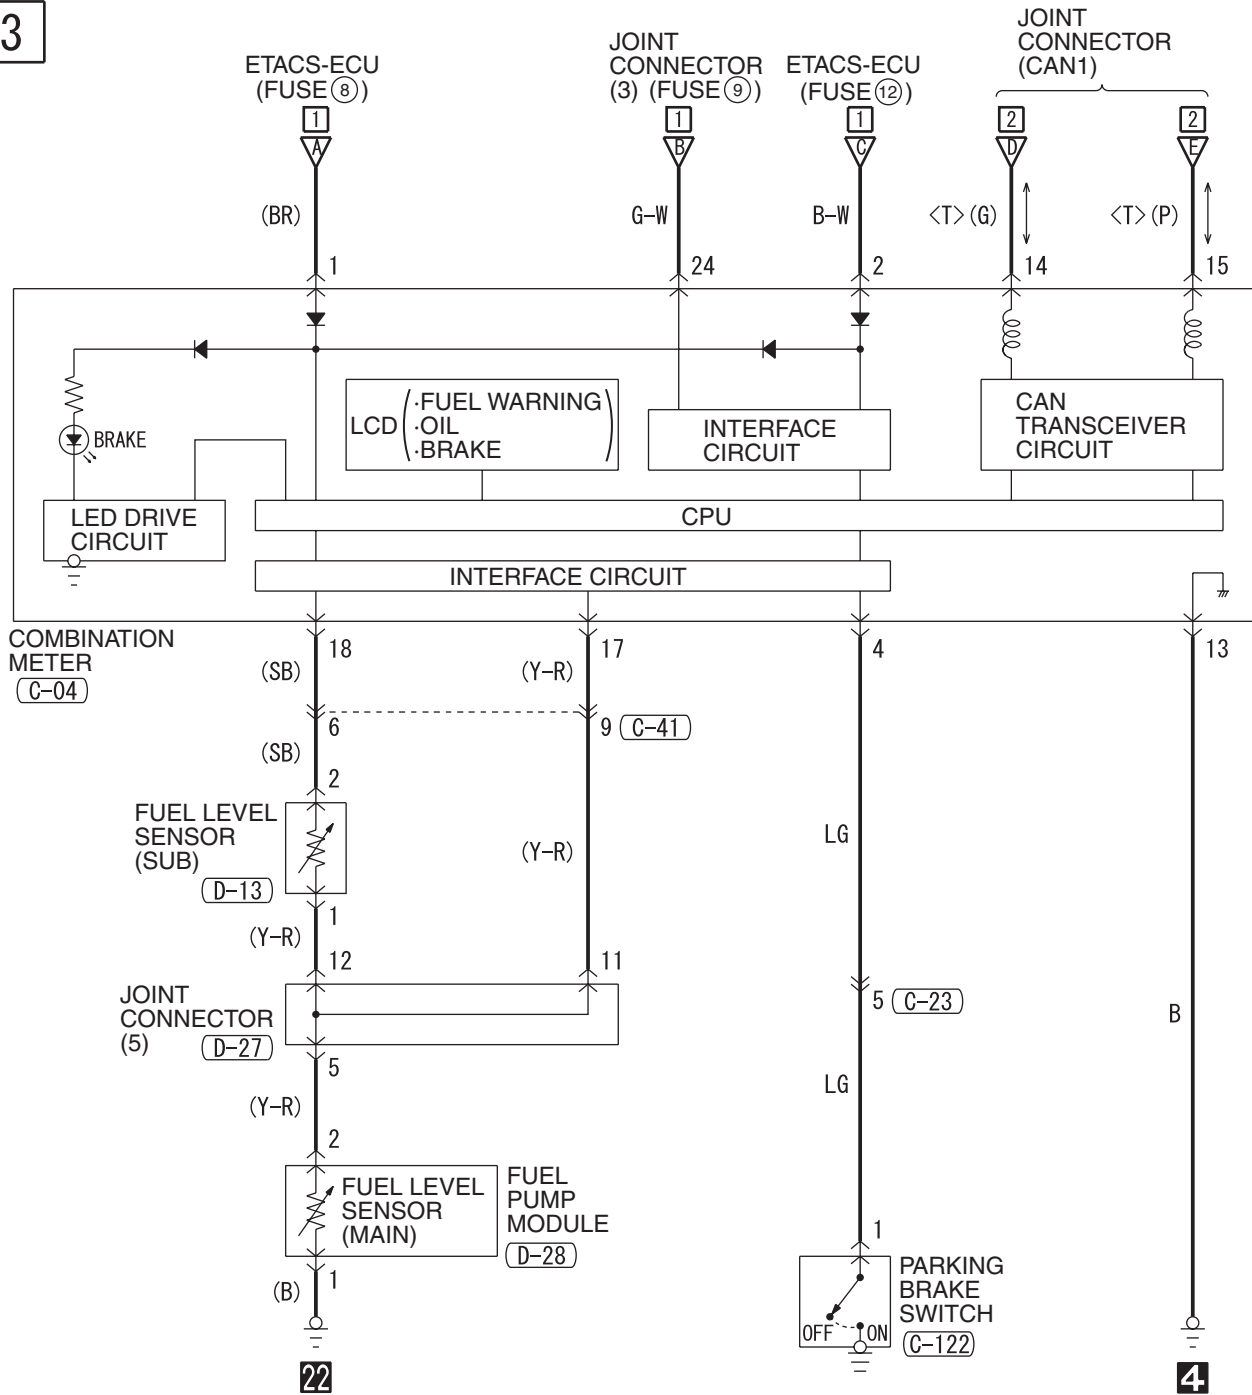 3
ETACS-ECU
(FUSE⑧)
JOINT
CONNECTOR
(3) (FUSE⑨)
ETACS-ECU
(FUSE⑫)
JOINT
CONNECTOR
(CAN1)
1
1
1
2
2
A
B
C
D
E
(BR)
G-W
B-W
<T>(G)
<T>(P)
1
24
2
14
15
BRAKE
LCD
·FUEL WARNING
·OIL
·BRAKE
INTERFACE
CIRCUIT
CAN
TRANSCEIVER
CIRCUIT
LED DRIVE
CIRCUIT
CPU
INTERFACE CIRCUIT
COMBINATION
METER
C-04
18
17
4
13
(SB)
(Y-R)
6
9 C-41
(SB)
2
FUEL LEVEL
SENSOR
(SUB)
D-13
(Y-R)
LG
1
(Y-R)
12
11
JOINT
CONNECTOR
(5)
D-27
5 C-23
B
5
LG
(Y-R)
2
FUEL LEVEL
SENSOR
(MAIN)
FUEL
PUMP
MODULE
D-28
1
(B)
1
PARKING
BRAKE
SWITCH
C-122
OFF
ON
22
4